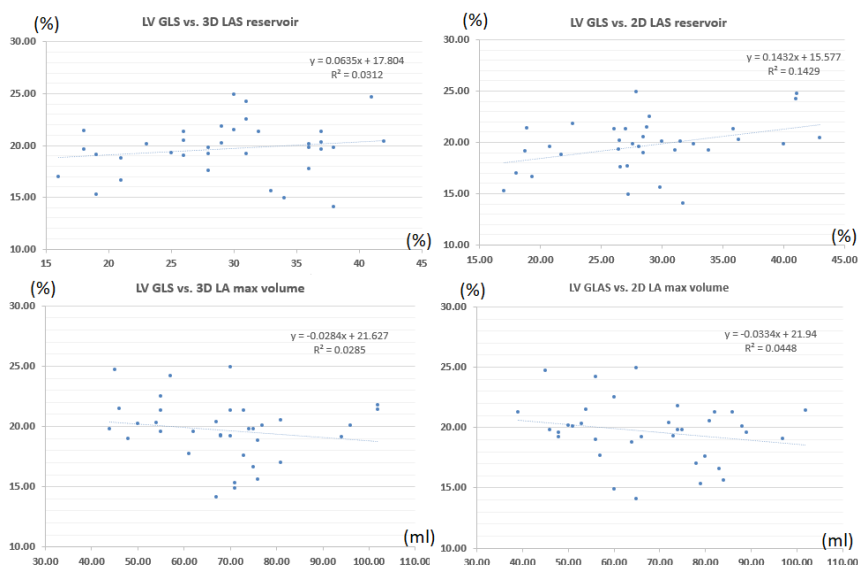 LV GLS vs. 3D LAS reservoir
(%)
y = 0.0635x + 17.804
R² = 0.0312
30.00
25.00
20.00
15.00
10.00
15 20 25 30 35 40 45
(%)
LV GLS vs. 2D LAS reservoir
(%)
y = 0.1432x + 15.577
R² = 0.1429
30.00
25.00
20.00
15.00
10.00
15.00 20.00 25.00 30.00 35.00 40.00 45.00
(%)
LV GLS vs. 3D LA max volume
(%)
y = -0.0284x + 21.627
R² = 0.0285
30.00
25.00
20.00
15.00
10.00
30.00 40.00 50.00 60.00 70.00 80.00 90.00 100.00 110.00
(ml)
LV GLAS vs. 2D LA max volume
(%)
y = -0.0334x + 21.94
R² = 0.0448
30.00
25.00
20.00
15.00
10.00
30.00 40.00 50.00 60.00 70.00 80.00 90.00 100.00 110.00
(ml)